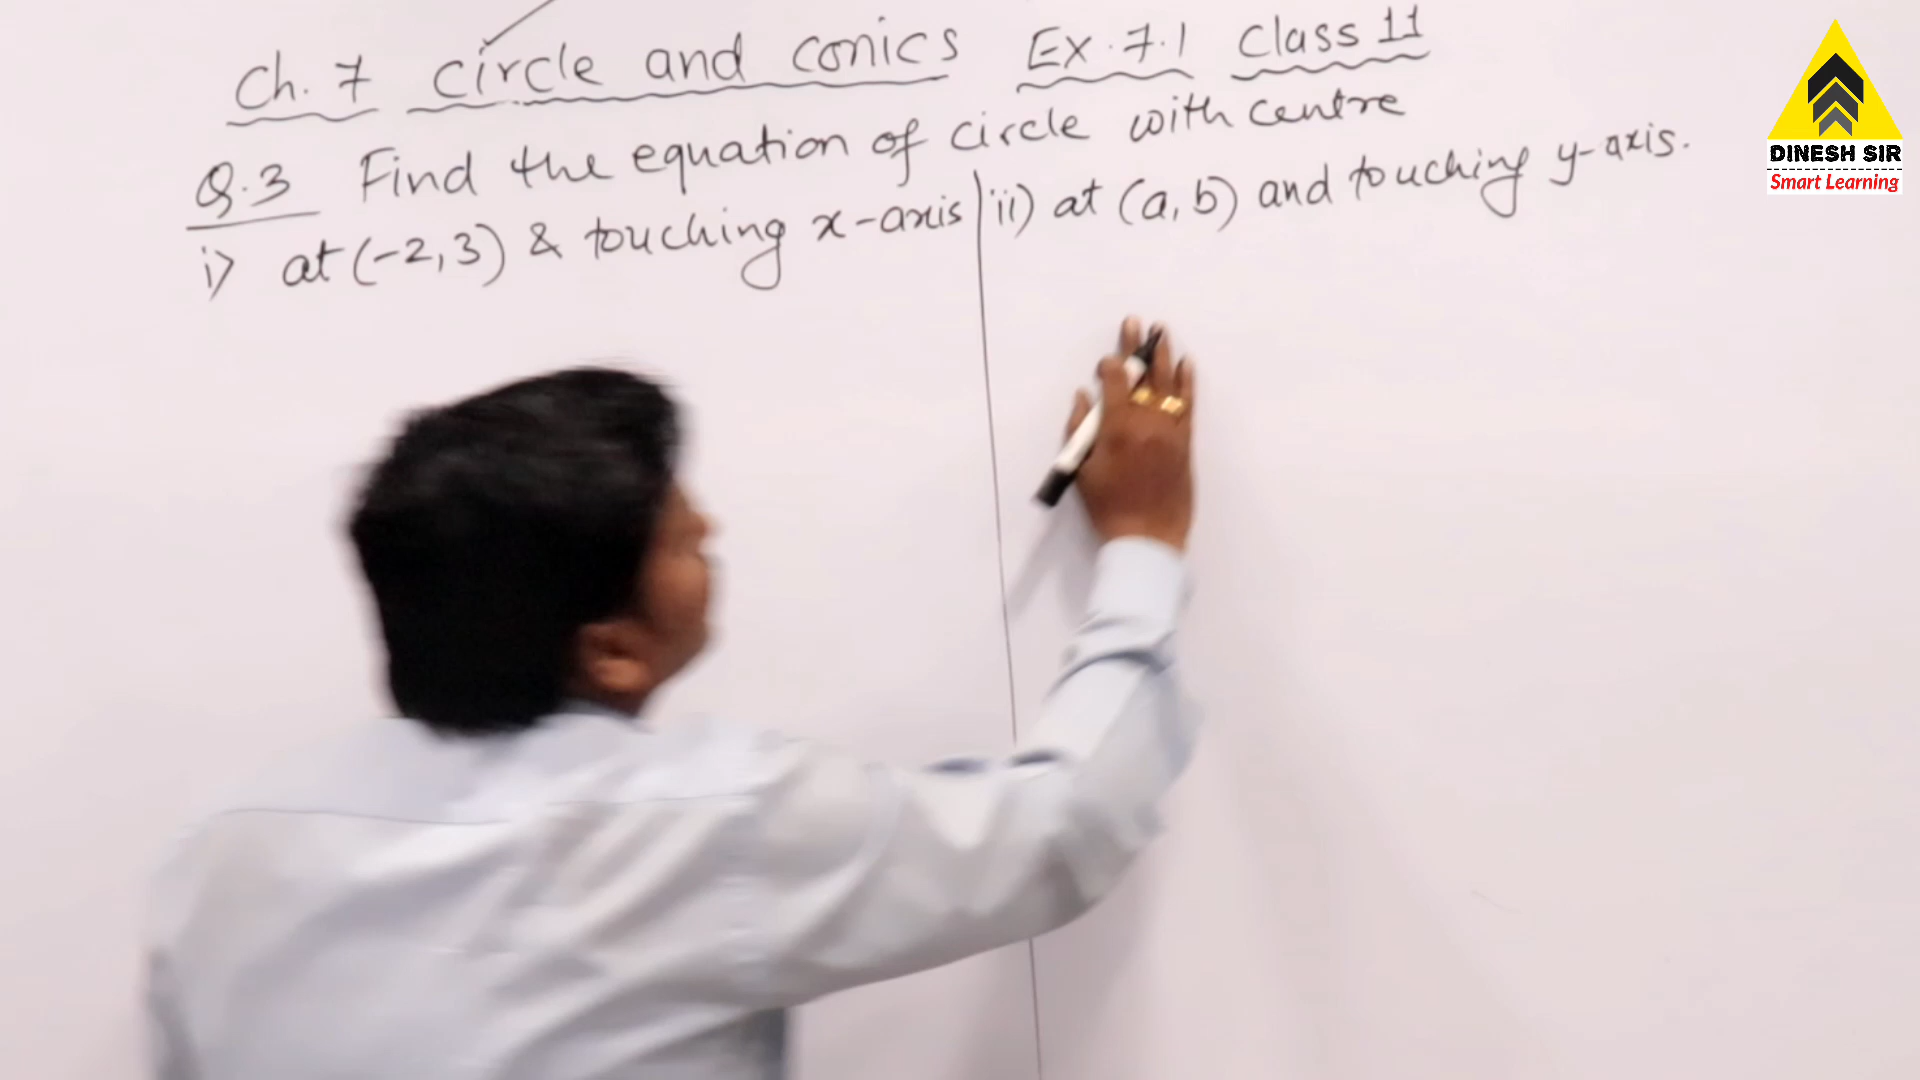 Ch. 7 circle and conics Ex. 7.1 Class 11
Q.3 Find the equation of circle with centre
i) at (-2,3) & touching x-axis
ii) at (a, b) and touching y-axis.
DINESH SIR
Smart Learning